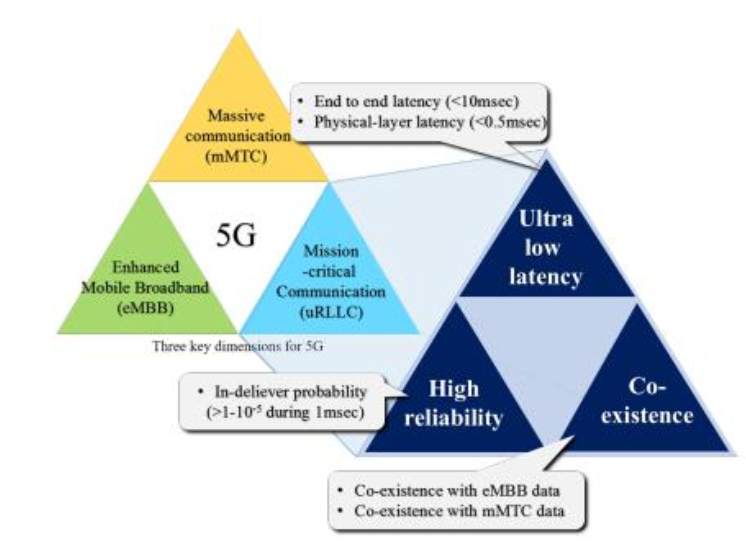 Massive
communication
(mMTC)
• End to end latency (<10msec)
• Physical-layer latency (<0.5msec)
5G
Enhanced
Mobile Broadband
(eMBB)
Mission
-critical
Communication
(uRLLC)
Three key dimensions for 5G
Ultra
low
latency
• In-deliever probability
(>1-10⁻⁵ during 1msec)
High
reliability
Co-
existence
• Co-existence with eMBB data
• Co-existence with mMTC data